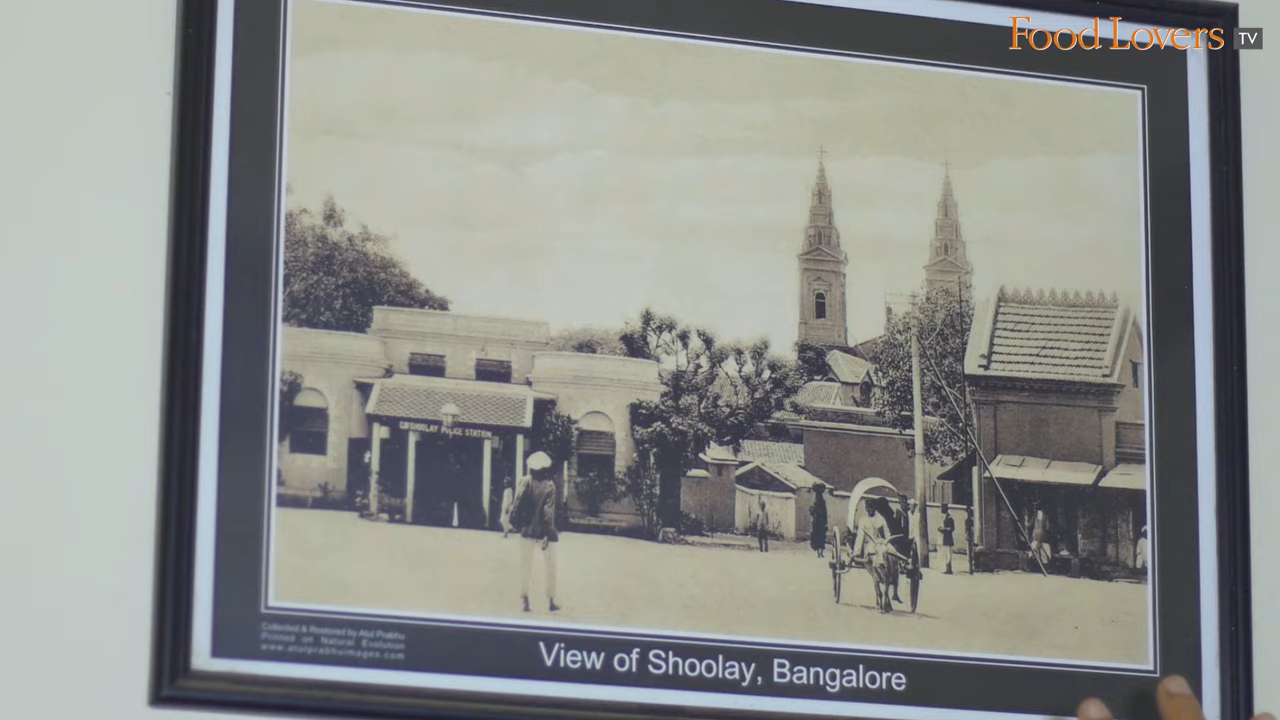 Food Lovers TV
SHOOLAY POLICE STATION
Collected & Restored by Atul Prabhu
Printed on Natural Evolution
www.atulprabhuimages.com
View of Shoolay, Bangalore